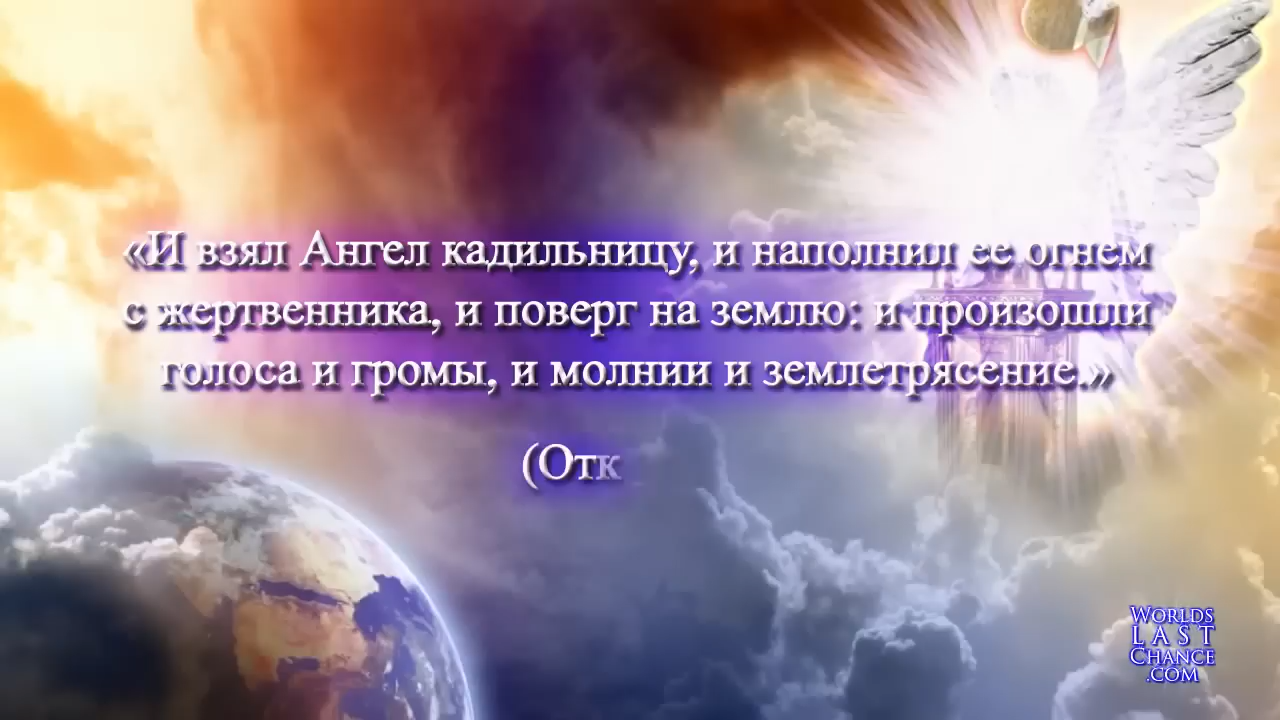 «И взял Ангел кадильницу, и наполнил ее огнем
с жертвенника, и поверг на землю: и произошли
голоса и громы, и молнии и землетрясение.»
(Отк
WORLDS
LAST
CHANCE
.COM